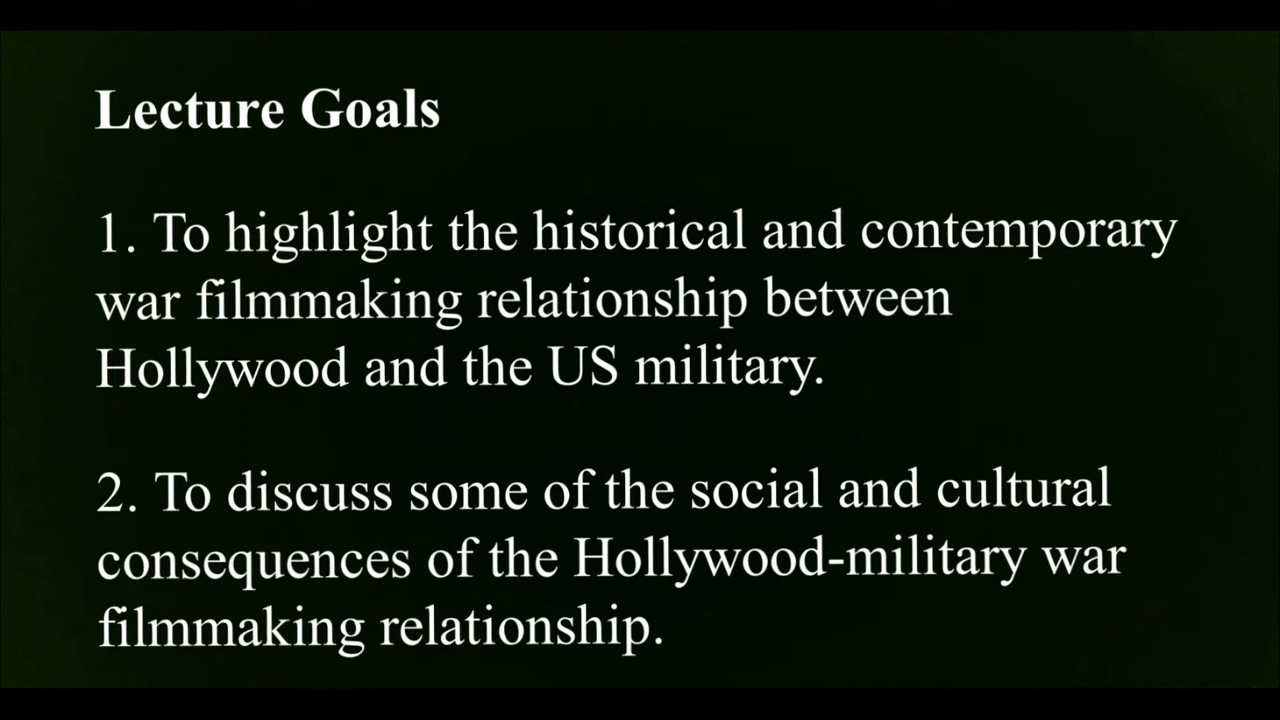 Lecture Goals
1. To highlight the historical and contemporary
war filmmaking relationship between
Hollywood and the US military.
2. To discuss some of the social and cultural
consequences of the Hollywood-military war
filmmaking relationship.